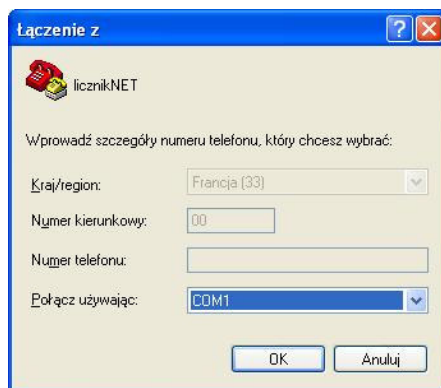 Łączenie z
licznikNET
Wprowadź szczegóły numeru telefonu, który chcesz wybrać:
Kraj/region: Francja (33)
Numer kierunkowy: 00
Numer telefonu:
Połącz używając: COM1
OK Anuluj